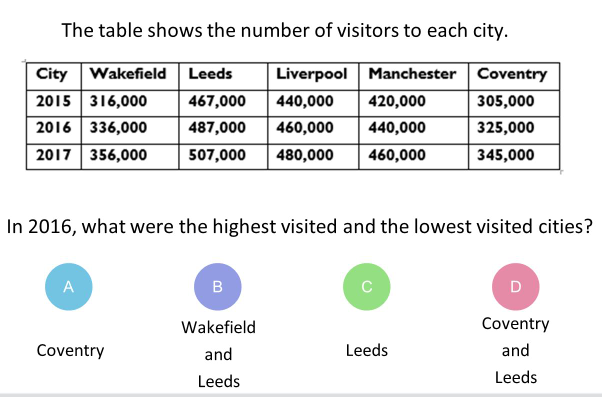 The table shows the number of visitors to each city.
City Wakefield Leeds Liverpool Manchester Coventry
2015 316,000 467,000 440,000 420,000 305,000
2016 336,000 487,000 460,000 440,000 325,000
2017 356,000 507,000 480,000 460,000 345,000
In 2016, what were the highest visited and the lowest visited cities?
A
Coventry
B
Wakefield
and
Leeds
C
Leeds
D
Coventry
and
Leeds